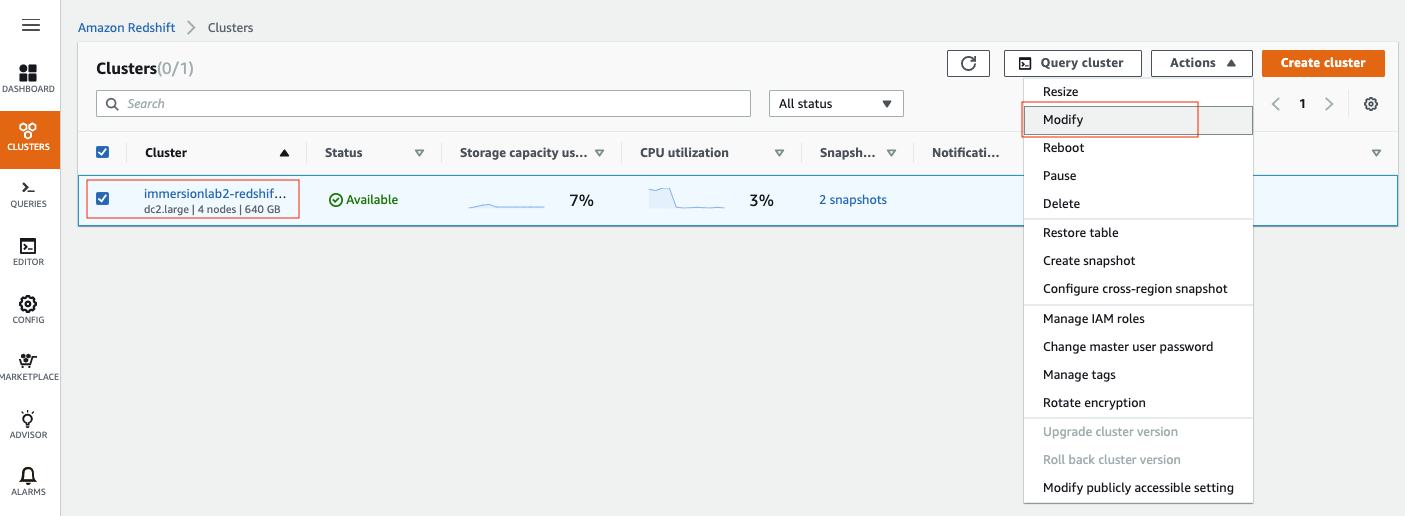 Amazon Redshift > Clusters
Clusters(0/1)
Query cluster
Actions
Create cluster
Search
All status
1
Cluster
Status
Storage capacity us...
CPU utilization
Snapsh...
Notificati...
immersionlab2-redshif...
dc2.large | 4 nodes | 640 GB
Available
7%
3%
2 snapshots
Resize
Modify
Reboot
Pause
Delete
Restore table
Create snapshot
Configure cross-region snapshot
Manage IAM roles
Change master user password
Manage tags
Rotate encryption
Upgrade cluster version
Roll back cluster version
Modify publicly accessible setting
DASHBOARD
CLUSTERS
QUERIES
EDITOR
CONFIG
MARKETPLACE
ADVISOR
ALARMS